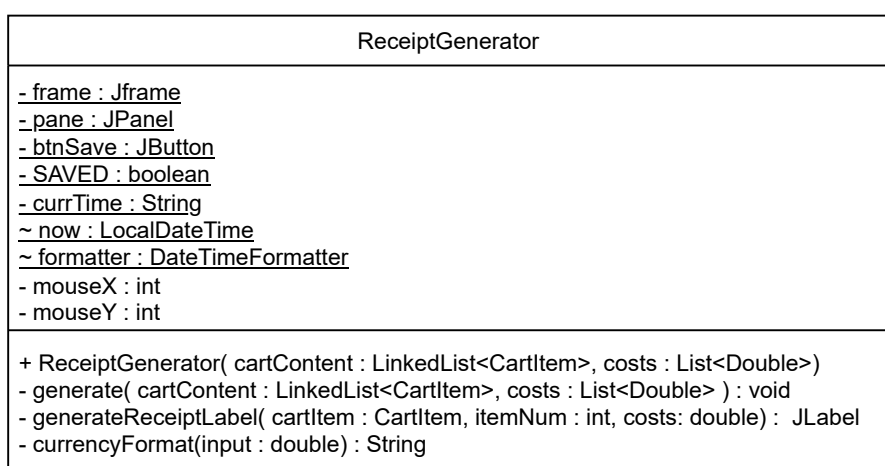 ReceiptGenerator
- frame : Jframe
- pane : JPanel
- btnSave : JButton
- SAVED : boolean
- currTime : String
~ now : LocalDateTime
~ formatter : DateTimeFormatter
- mouseX : int
- mouseY : int
+ ReceiptGenerator( cartContent : LinkedList<CartItem>, costs : List<Double>)
- generate( cartContent : LinkedList<CartItem>, costs : List<Double> ) : void
- generateReceiptLabel( cartItem : CartItem, itemNum : int, costs: double) : JLabel
- currencyFormat(input : double) : String